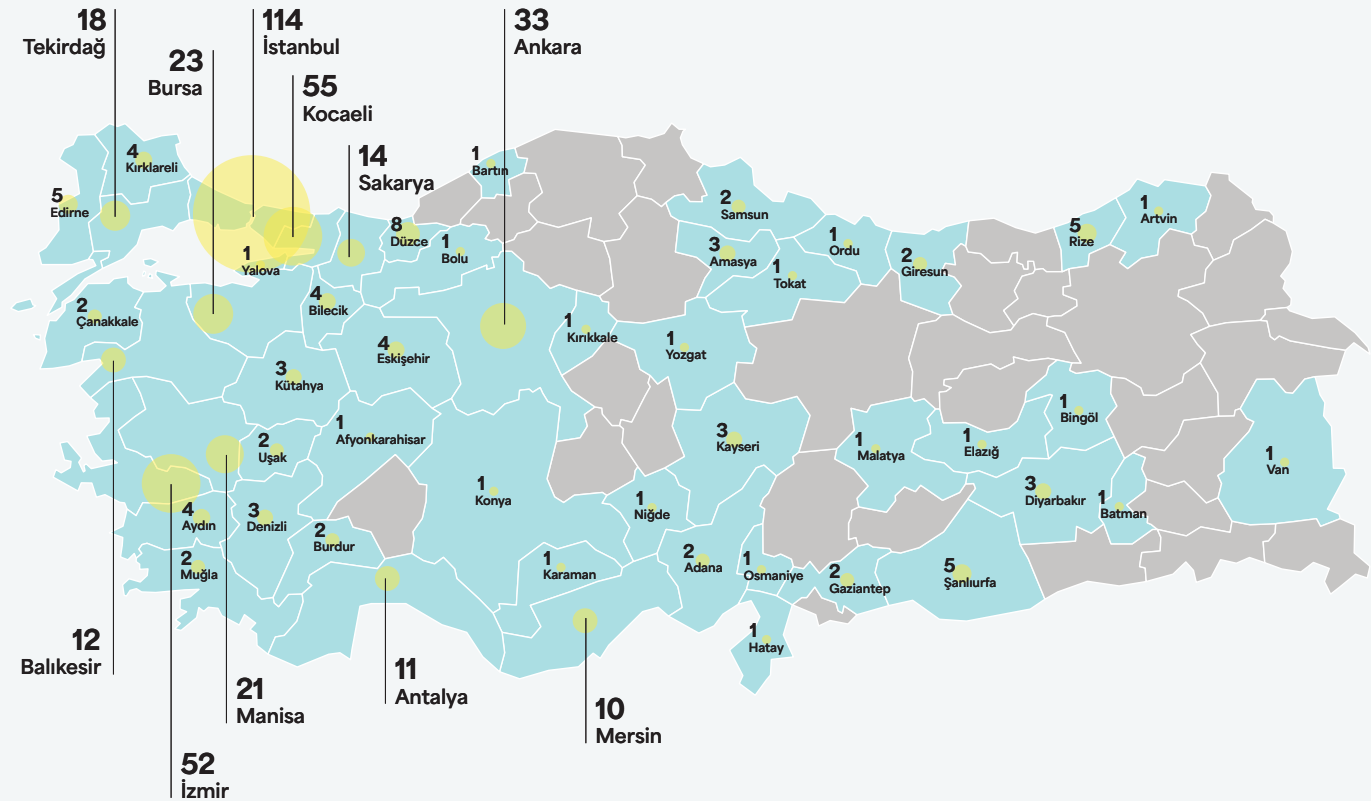 18
Tekirdağ
114
İstanbul
33
Ankara
23
Bursa
55
Kocaeli
14
Sakarya
4
Kırklareli
1
Bartın
5
Edirne
8
Düzce
1
Bolu
1
Yalova
2
Samsun
3
Amasya
1
Tokat
1
Ordu
2
Giresun
5
Rize
1
Artvin
2
Çanakkale
4
Bilecik
4
Eskişehir
1
Kırıkkale
1
Yozgat
3
Kütahya
1
Afyonkarahisar
2
Uşak
3
Kayseri
1
Malatya
1
Elazığ
1
Bingöl
1
Van
1
Konya
1
Niğde
3
Diyarbakır
1
Batman
4
Aydın
3
Denizli
2
Burdur
2
Muğla
1
Karaman
2
Adana
1
Osmaniye
2
Gaziantep
5
Şanlıurfa
1
Hatay
12
Balıkesir
21
Manisa
11
Antalya
10
Mersin
52
İzmir